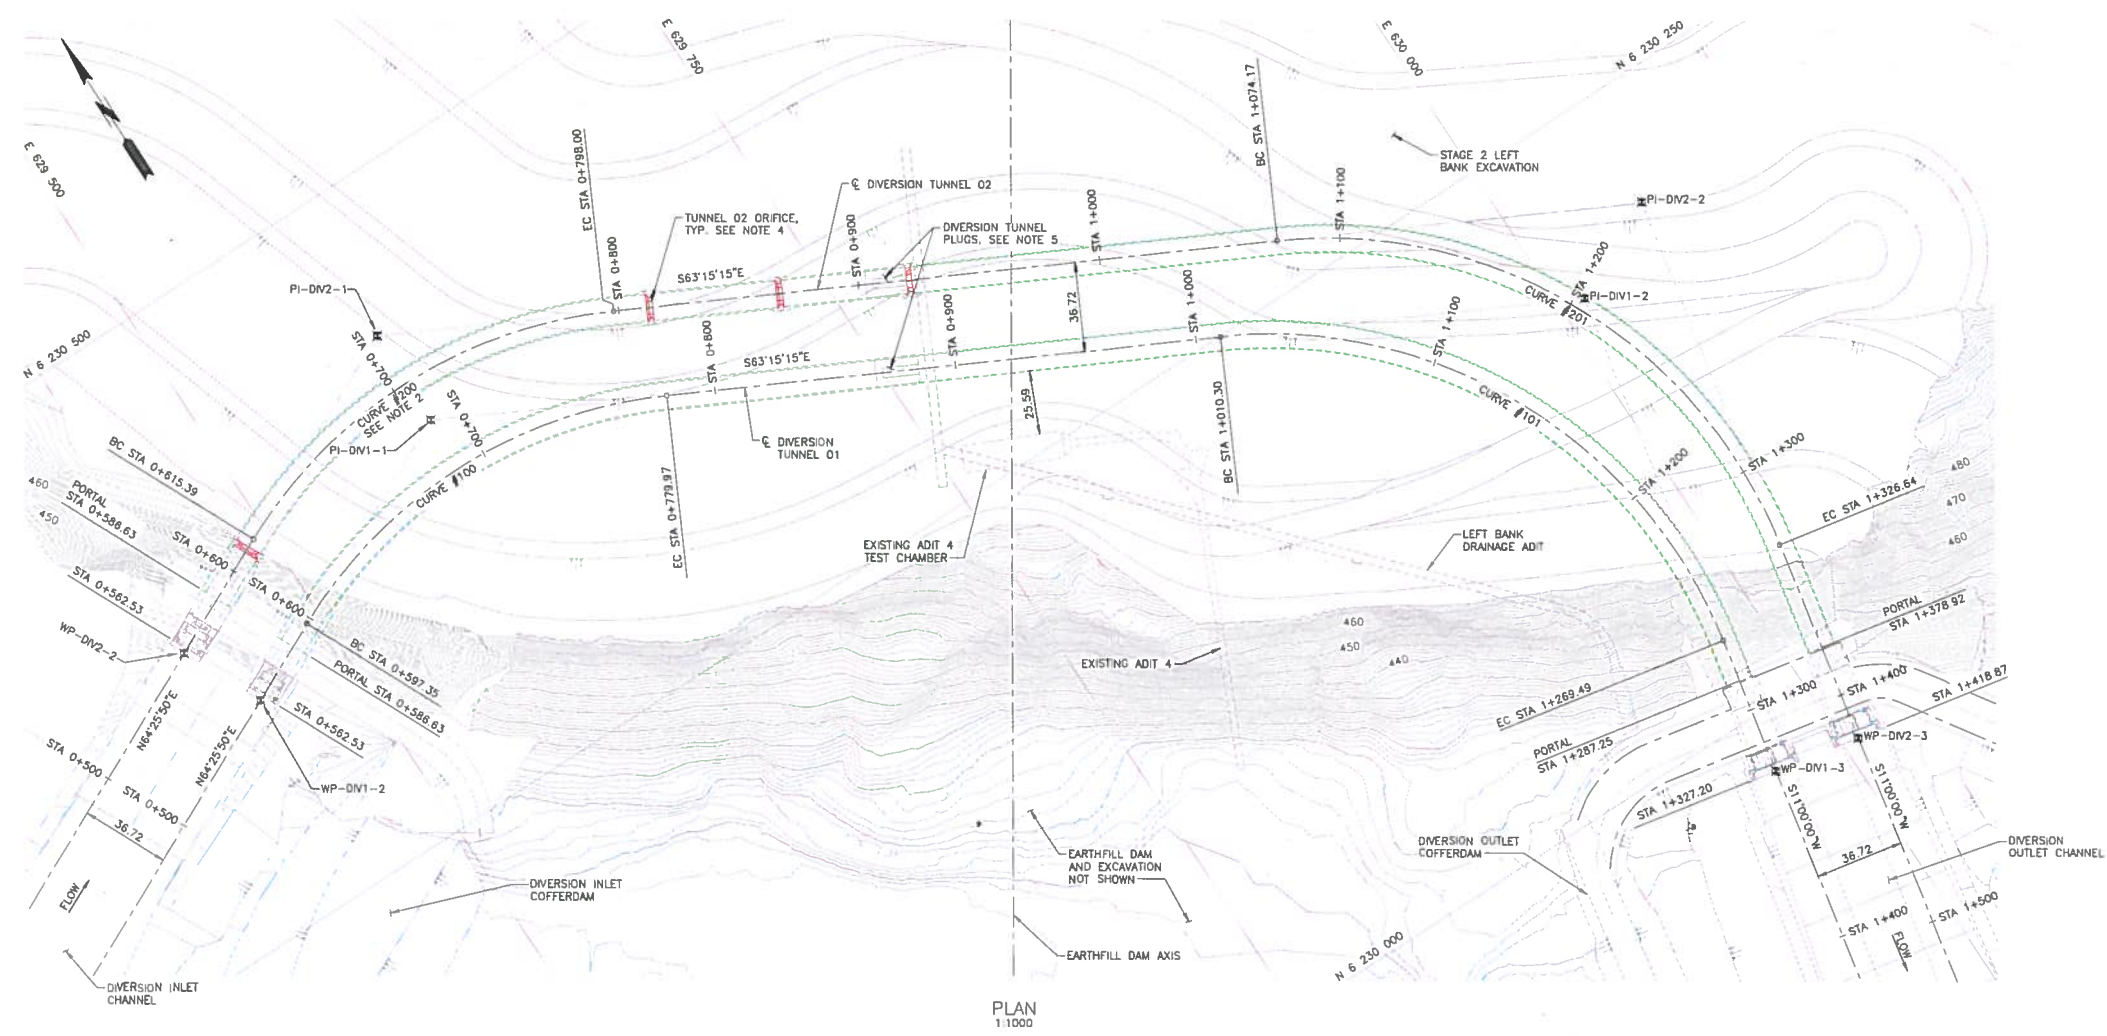 E 629 750
E 630 000
N 6 230 250
E 629 500
EC STA 0+798.00
BC STA 1+074.17
STAGE 2 LEFT
BANK EXCAVATION
℄ DIVERSION TUNNEL 02
TUNNEL 02 ORIFICE,
TYP. SEE NOTE 4
DIVERSION TUNNEL
PLUGS, SEE NOTE 5
STA 0+800
STA 0+900
STA 1+000
STA 1+100
STA 1+200
PI-DIV2-2
PI-DIV1-2
PI-DIV2-1
S63°15'15"E
CURVE #201
N 6 230 500
STA 0+700
CURVE #200
SEE NOTE 2
STA 0+700
PI-DIV1-1
CURVE #100
STA 0+800
S63°15'15"E
STA 0+900
36.72
STA 1+000
STA 1+100
25.59
CURVE #101
℄ DIVERSION
TUNNEL 01
BC STA 1+010.30
EC STA 0+779.97
STA 1+200
STA 1+300
EC STA 1+326.64
480
470
460
BC STA 0+615.39
460
450
PORTAL
STA 0+586.63
STA 0+600
STA 0+600
STA 0+562.53
WP-DIV2-2
BC STA 0+597.35
PORTAL STA 0+586.63
STA 0+562.53
WP-DIV1-2
EXISTING ADIT 4
TEST CHAMBER
LEFT BANK
DRAINAGE ADIT
EXISTING ADIT 4
460
450
440
PORTAL
STA 1+378.92
EC STA 1+269.49
STA 1+300
STA 1+400
STA 1+418.87
PORTAL
STA 1+287.25
WP-DIV2-3
WP-DIV1-3
STA 1+327.20
N64°25'50"E
N64°25'50"E
STA 0+500
STA 0+500
36.72
FLOW
DIVERSION INLET
CHANNEL
DIVERSION INLET
COFFERDAM
EARTHFILL DAM
AND EXCAVATION
NOT SHOWN
EARTHFILL DAM AXIS
DIVERSION OUTLET
COFFERDAM
S11°00'00"W
S11°00'00"W
36.72
DIVERSION
OUTLET CHANNEL
STA 1+400
STA 1+500
FLOW
N 6 230 000
PLAN
1:1000